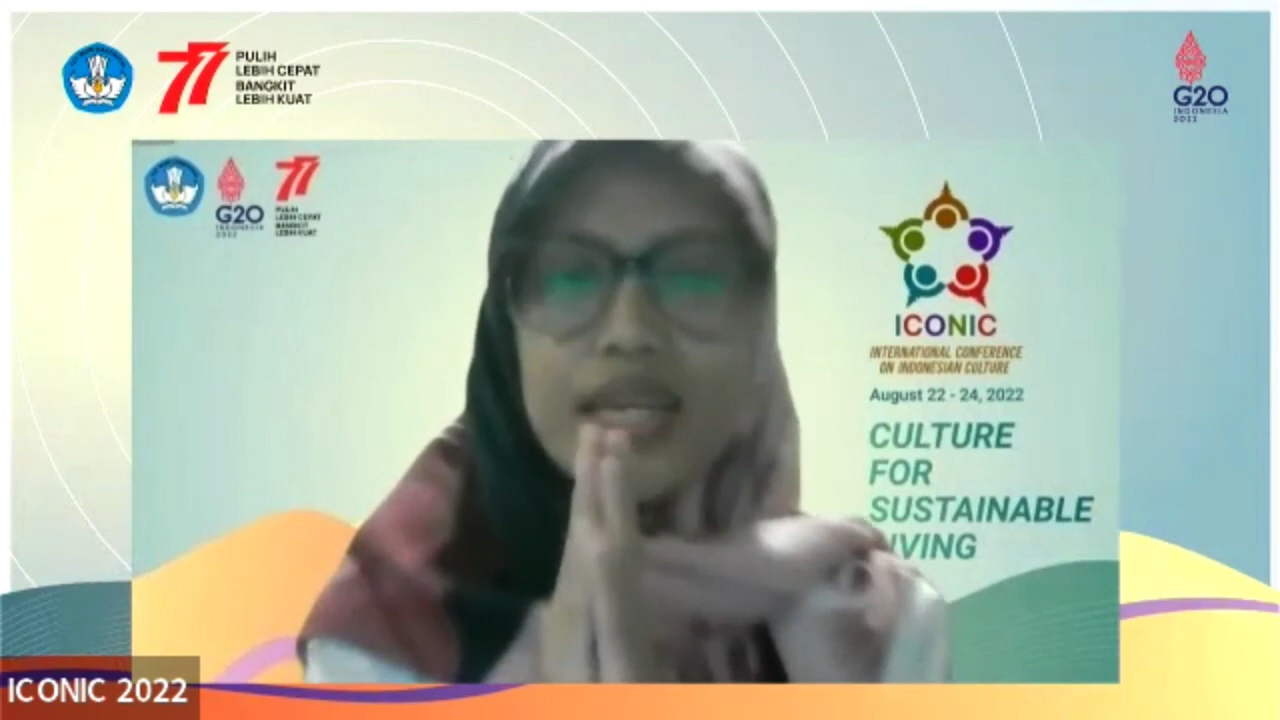 77
PULIH
LEBIH CEPAT
BANGKIT
LEBIH KUAT
G20
INDONESIA
2022
G20
INDONESIA
2022
77
PULIH
LEBIH CEPAT
BANGKIT
LEBIH KUAT
ICONIC
INTERNATIONAL CONFERENCE
ON INDONESIAN CULTURE
August 22 - 24, 2022
CULTURE
FOR
SUSTAINABLE
LIVING
ICONIC 2022